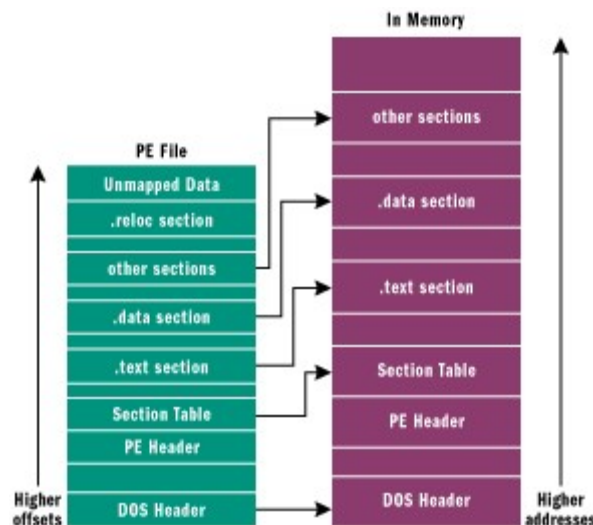 In Memory
other sections
.data section
.text section
Section Table
PE Header
DOS Header
Higher
addresses
PE File
Unmapped Data
.reloc section
other sections
.data section
.text section
Section Table
PE Header
DOS Header
Higher
offsets